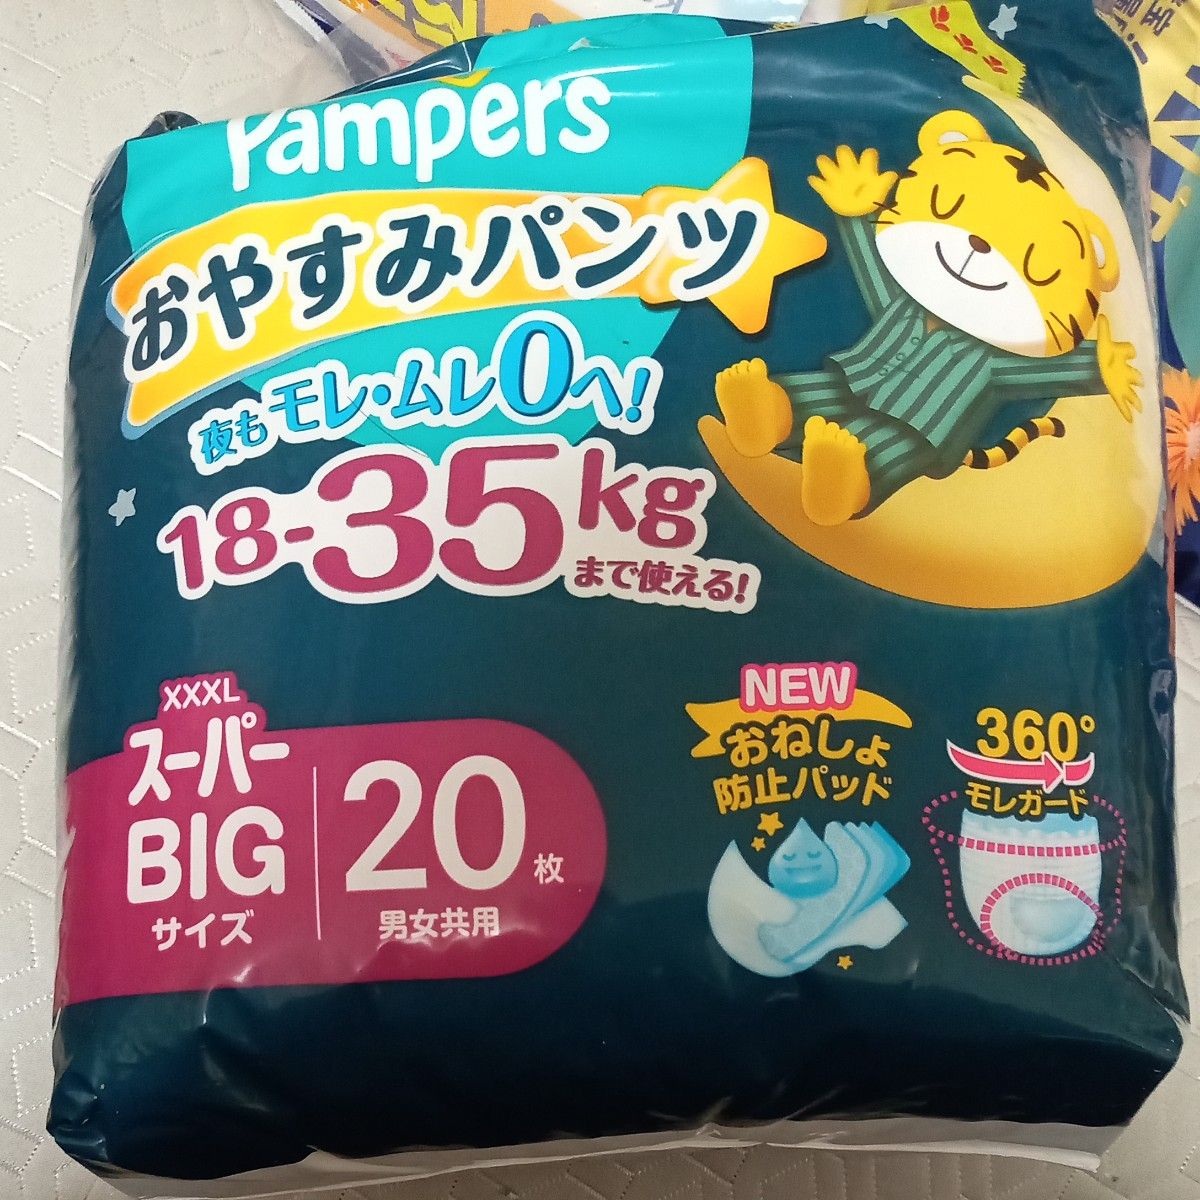 Pampers
おやすみパンツ
夜もモレ・ムレ0へ!
18-35kg
まで使える!
XXXL
スーパー
BIG
サイズ
20枚
男女共用
NEW
おねしょ
防止パッド
360°
モレガード